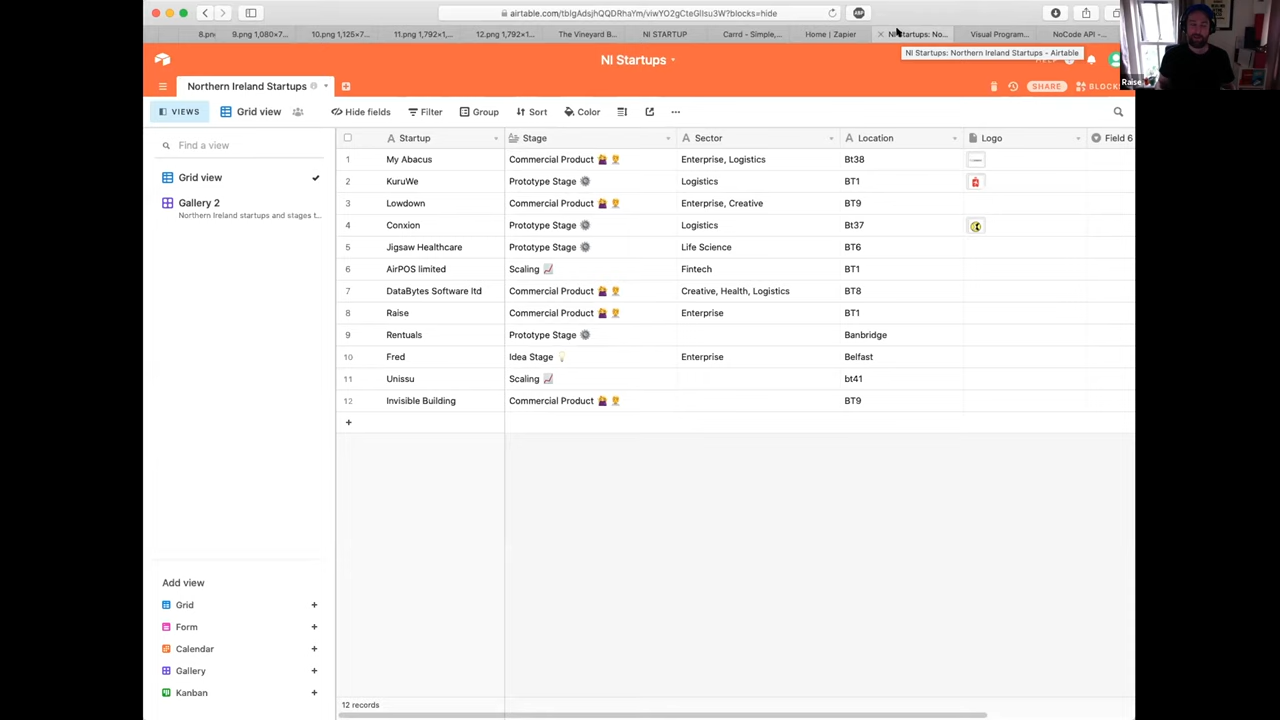 airtable.com/tblgAdsjhQQDRhaYm/viwYO2gCteGlIsu3W?blocks=hide
ABP
8.png
9.png 1,080×7...
10.png 1,125×7...
11.png 1,792×1,...
12.png 1,792×1...
The Vineyard B...
NI STARTUP
Carrd - Simple,...
Home | Zapier
NI Startups: No...
Visual Program...
NoCode API -...
NI Startups: Northern Ireland Startups - Airtable
NI Startups
HELP
Raise
Northern Ireland Startups
SHARE
BLOCK
VIEWS
Grid view
Hide fields
Filter
Group
Sort
Color
Find a view
Grid view
Gallery 2
Northern Ireland startups and stages t...
Startup Stage Sector Location Logo Field 6
1 My Abacus Commercial Product Enterprise, Logistics Bt38
2 KuruWe Prototype Stage Logistics BT1
3 Lowdown Commercial Product Enterprise, Creative BT9
4 Conxion Prototype Stage Logistics Bt37
5 Jigsaw Healthcare Prototype Stage Life Science BT6
6 AirPOS limited Scaling Fintech BT1
7 DataBytes Software ltd Commercial Product Creative, Health, Logistics BT8
8 Raise Commercial Product Enterprise BT1
9 Rentuals Prototype Stage Banbridge
10 Fred Idea Stage Enterprise Belfast
11 Unissu Scaling bt41
12 Invisible Building Commercial Product BT9
+
Add view
Grid +
Form +
Calendar +
Gallery +
Kanban +
12 records